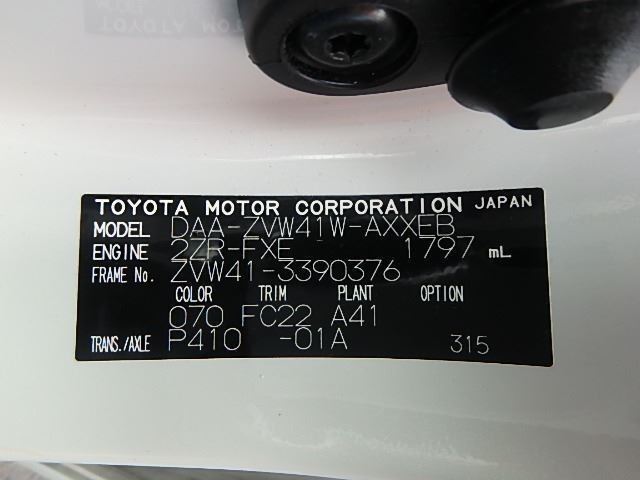 TOYOTA MOTOR CORPORATION JAPAN
MODEL DAA-ZVW41W-AXXEB
ENGINE 2ZR-FXE 1797 mL
FRAME No. ZVW41-3390376
COLOR TRIM PLANT OPTION
070 FC22 A41
TRANS./AXLE P410 -01A 315